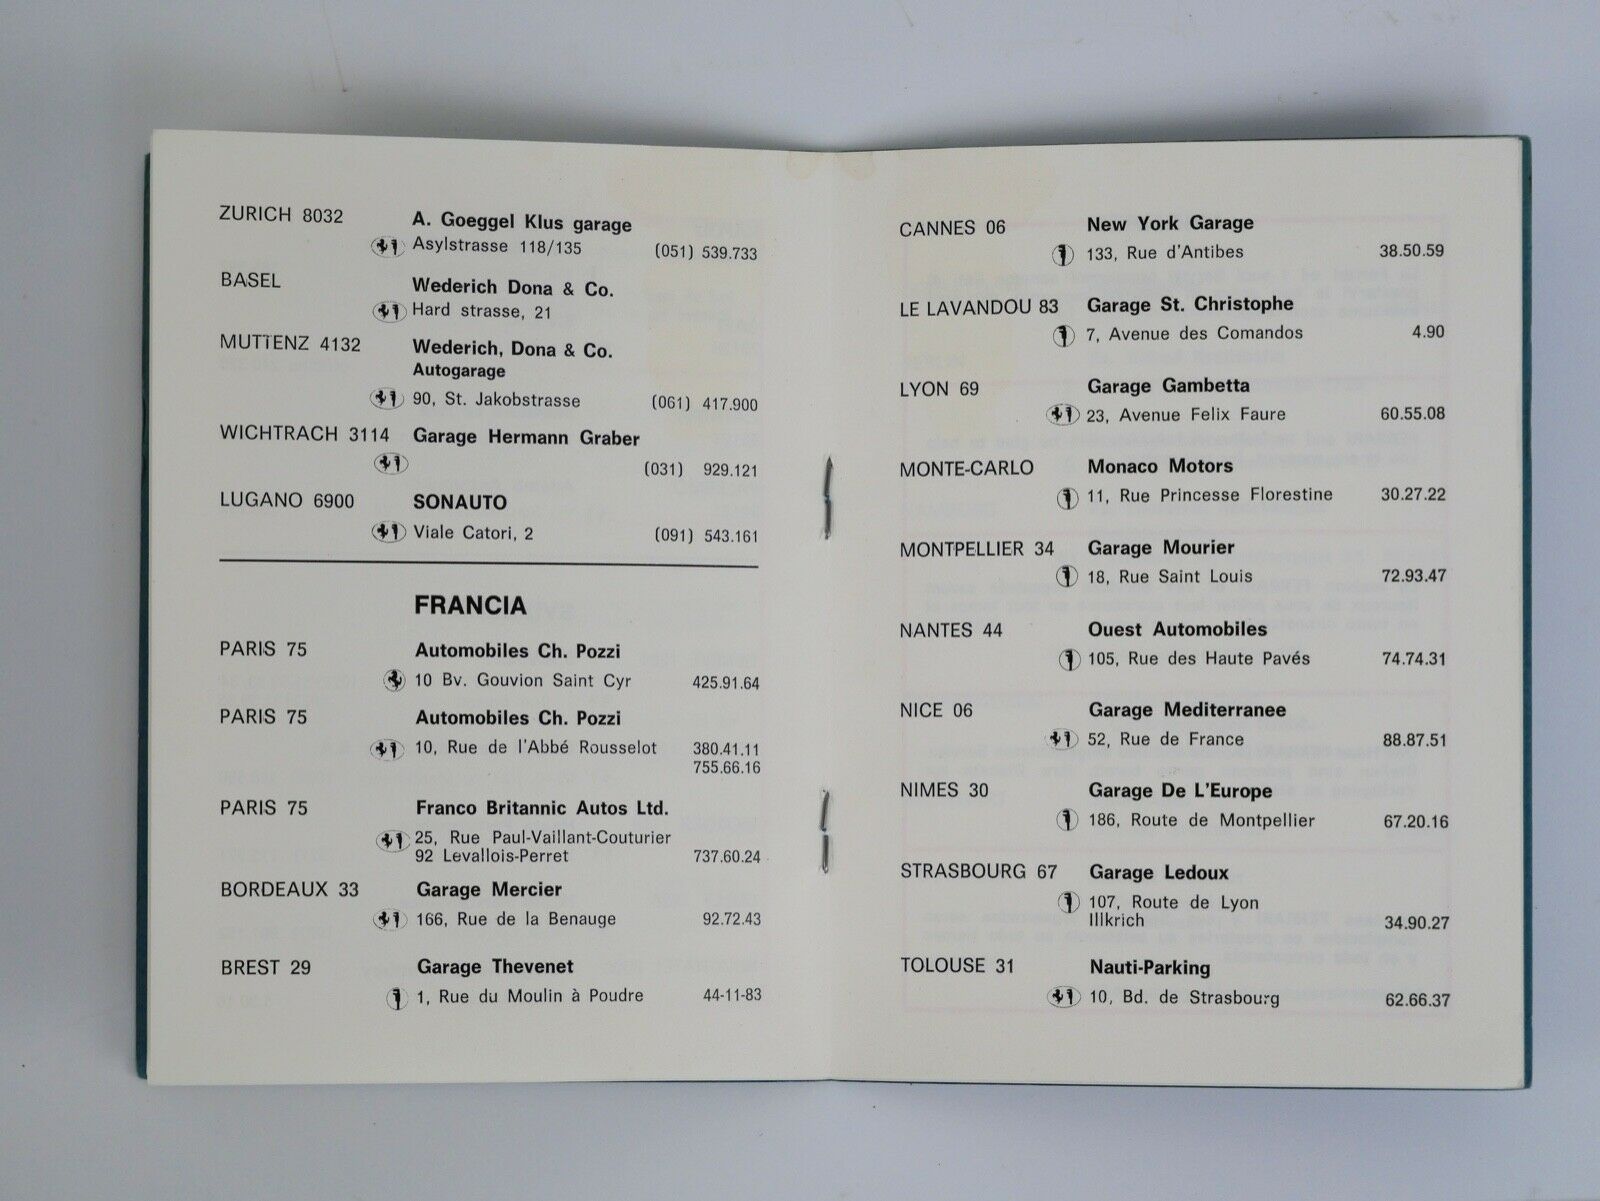 ZURICH 8032 A. Goeggel Klus garage
Asylstrasse 118/135 (051) 539.733
BASEL Wederich Dona & Co.
Hard strasse, 21
MUTTENZ 4132 Wederich, Dona & Co.
Autogarage
90, St. Jakobstrasse (061) 417.900
WICHTRACH 3114 Garage Hermann Graber
(031) 929.121
LUGANO 6900 SONAUTO
Viale Catori, 2 (091) 543.161
FRANCIA
PARIS 75 Automobiles Ch. Pozzi
10 Bv. Gouvion Saint Cyr 425.91.64
PARIS 75 Automobiles Ch. Pozzi
10, Rue de l'Abbé Rousselot 380.41.11
755.66.16
PARIS 75 Franco Britannic Autos Ltd.
25, Rue Paul-Vaillant-Couturier
92 Levallois-Perret 737.60.24
BORDEAUX 33 Garage Mercier
166, Rue de la Benauge 92.72.43
BREST 29 Garage Thevenet
1, Rue du Moulin à Poudre 44-11-83
CANNES 06 New York Garage
133, Rue d'Antibes 38.50.59
LE LAVANDOU 83 Garage St. Christophe
7, Avenue des Comandos 4.90
LYON 69 Garage Gambetta
23, Avenue Felix Faure 60.55.08
MONTE-CARLO Monaco Motors
11, Rue Princesse Florestine 30.27.22
MONTPELLIER 34 Garage Mourier
18, Rue Saint Louis 72.93.47
NANTES 44 Ouest Automobiles
105, Rue des Haute Pavés 74.74.31
NICE 06 Garage Mediterranee
52, Rue de France 88.87.51
NIMES 30 Garage De L'Europe
186, Route de Montpellier 67.20.16
STRASBOURG 67 Garage Ledoux
107, Route de Lyon
Illkrich 34.90.27
TOLOUSE 31 Nauti-Parking
10, Bd. de Strasbourg 62.66.37